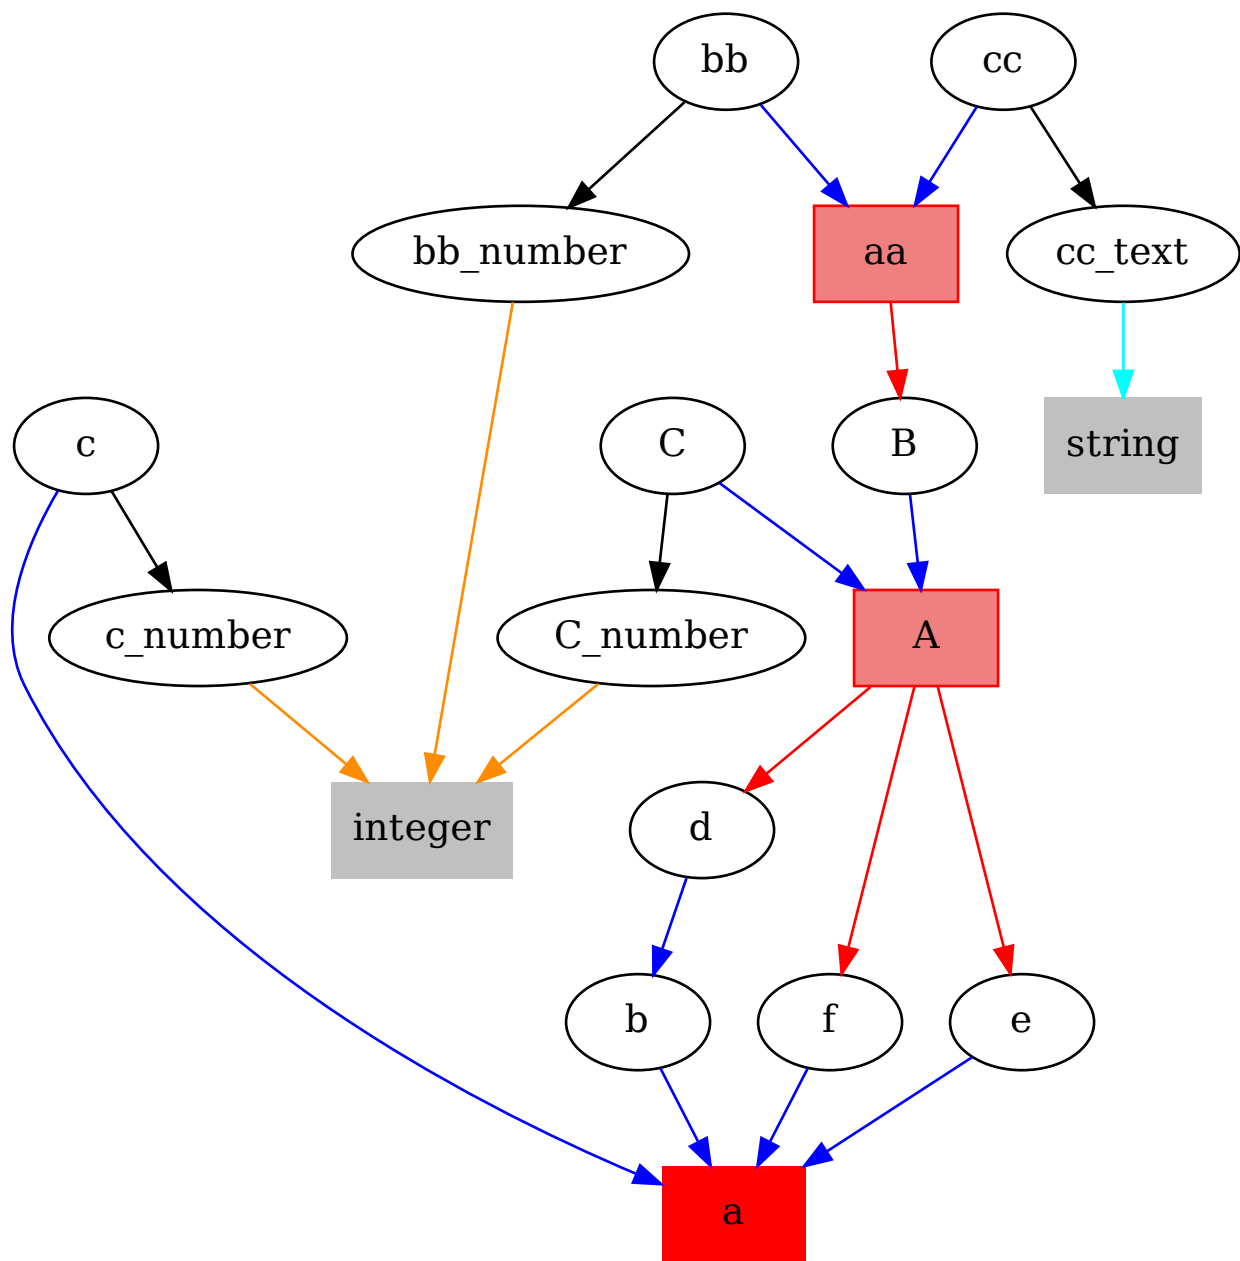 bb
cc
bb_number
aa
cc_text
c
C
B
string
c_number
C_number
A
integer
d
b
f
e
a